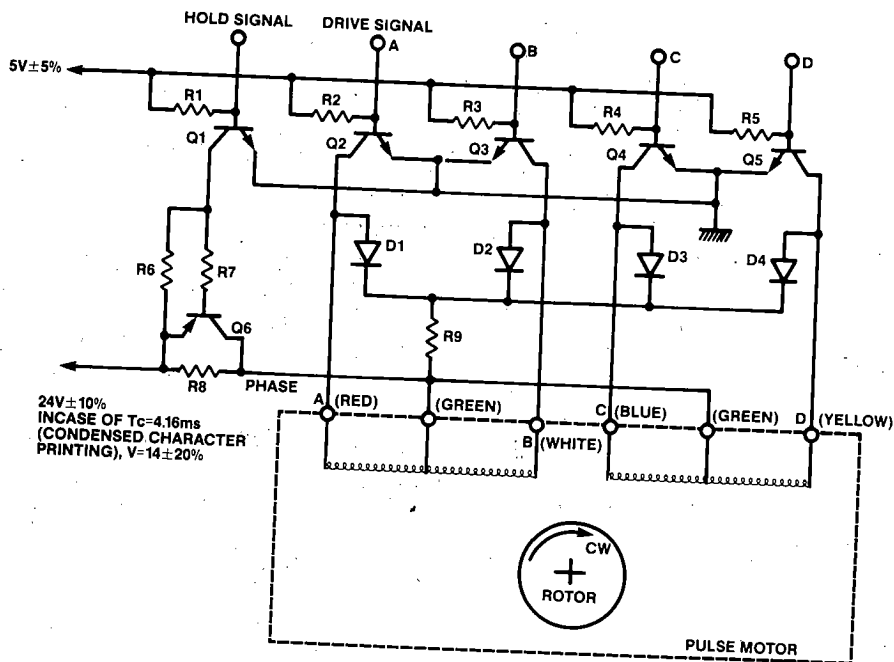 HOLD SIGNAL
DRIVE SIGNAL
A
B
C
D
5V±5%
R1
R2
R3
R4
R5
Q1
Q2
Q3
Q4
Q5
D1
D2
D3
D4
R6
R7
Q6
R9
R8
PHASE
24V±10%
INCASE OF Tc=4.16ms
(CONDENSED CHARACTER
PRINTING), V=14±20%
A (RED)
(GREEN)
B (WHITE)
C (BLUE)
(GREEN)
D (YELLOW)
CW
ROTOR
PULSE MOTOR